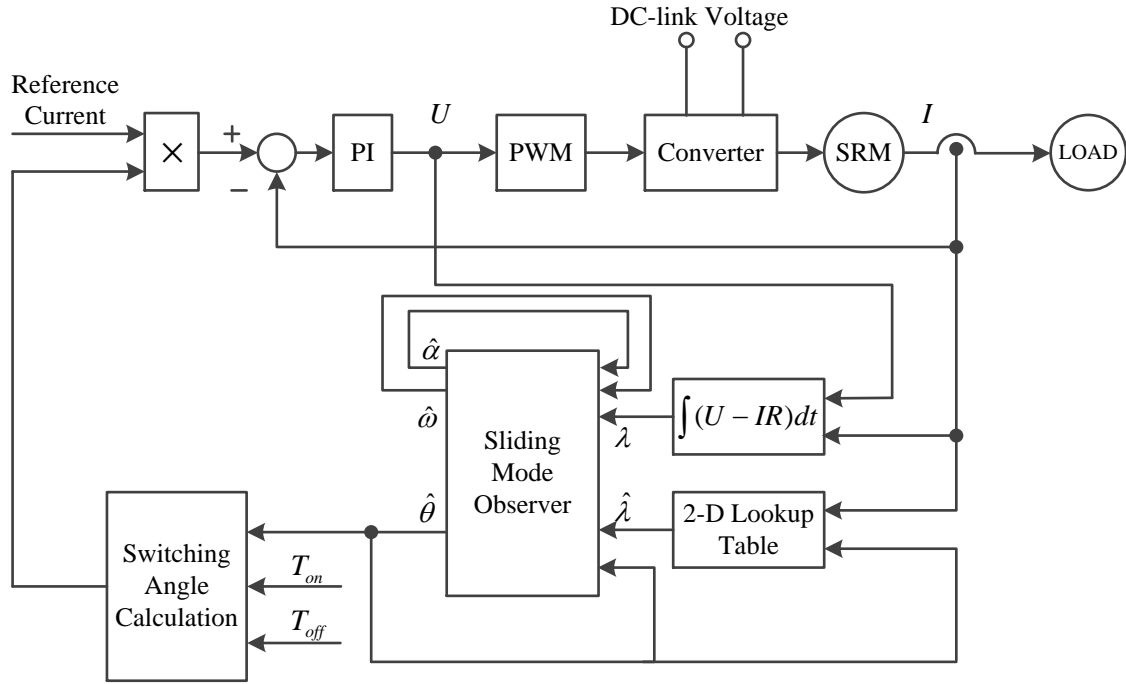 DC-link Voltage
Reference
Current
×
+
−
PI
U
PWM
Converter
SRM
I
LOAD
α̂
ω̂
θ̂
Sliding
Mode
Observer
λ
λ̂
∫(U − IR)dt
2-D Lookup
Table
Switching
Angle
Calculation
T_on
T_off